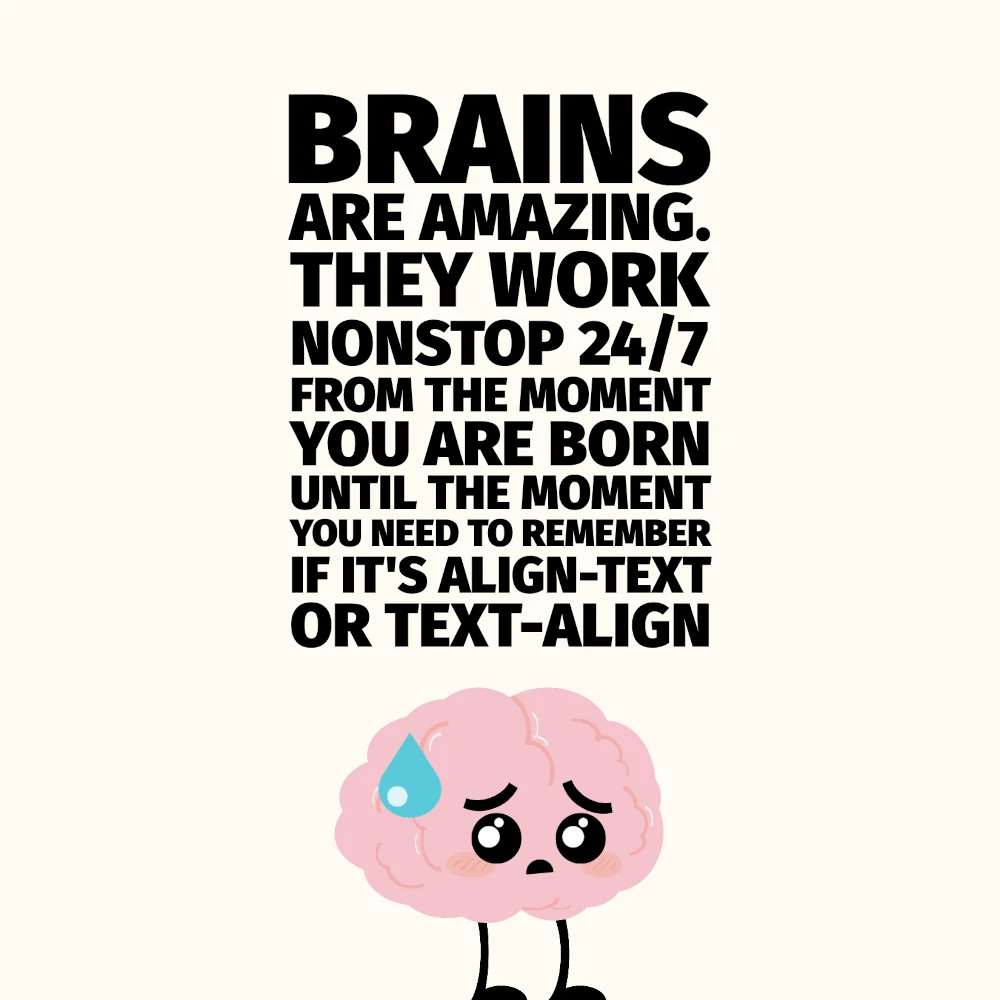 BRAINS
ARE AMAZING.
THEY WORK
NONSTOP 24/7
FROM THE MOMENT
YOU ARE BORN
UNTIL THE MOMENT
YOU NEED TO REMEMBER
IF IT'S ALIGN-TEXT
OR TEXT-ALIGN